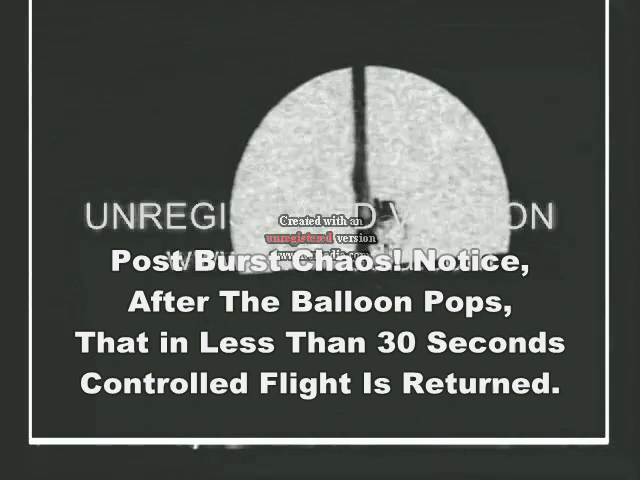 UNREGI D V ON
Created with an
unregistered version
Post Burst Chaos! Notice,
After The Balloon Pops,
That in Less Than 30 Seconds
Controlled Flight Is Returned.